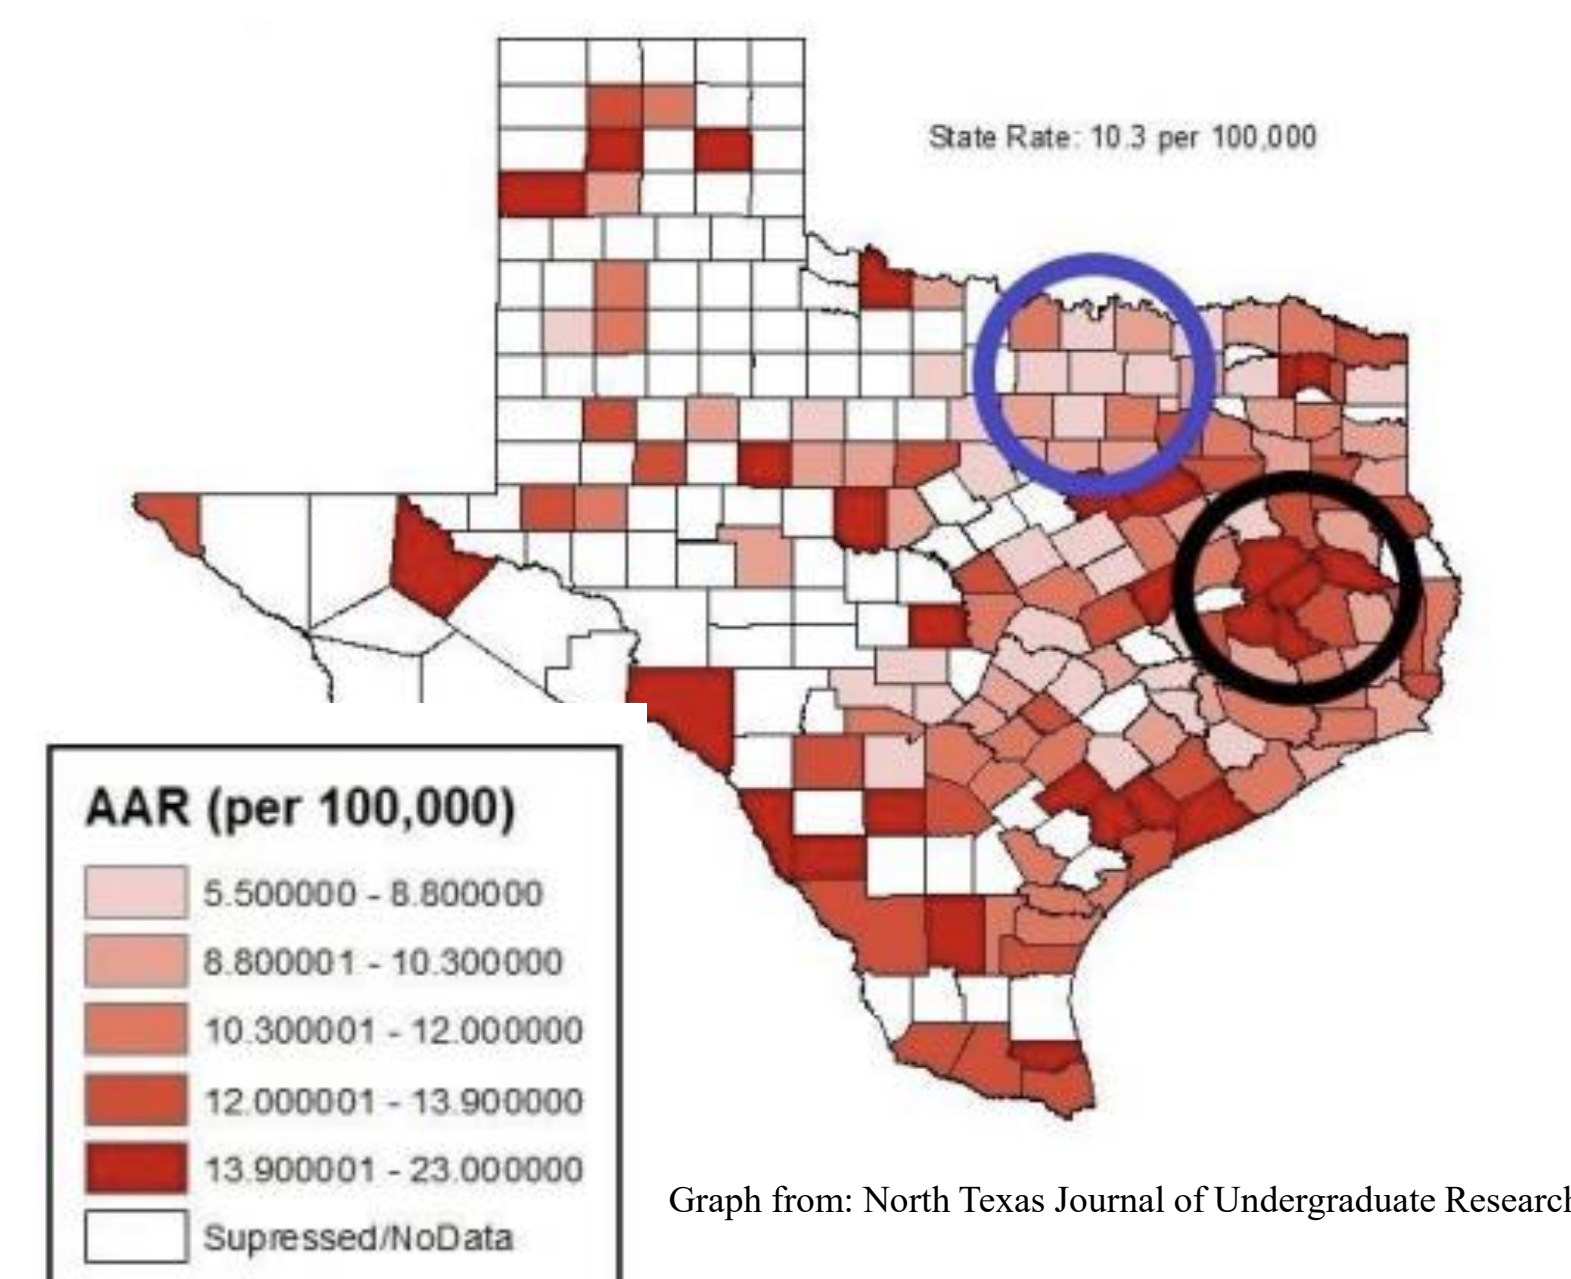 State Rate: 10.3 per 100,000
AAR (per 100,000)
5.500000 - 8.800000
8.800001 - 10.300000
10.300001 - 12.000000
12.000001 - 13.900000
13.900001 - 23.000000
Supressed/NoData
Graph from: North Texas Journal of Undergraduate Research